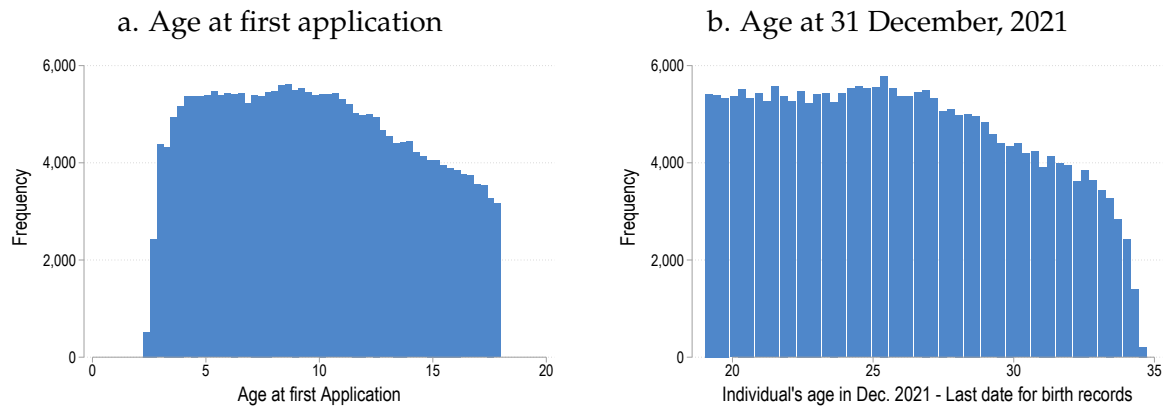 a. Age at first application
6,000
4,000
2,000
0
Frequency
0 5 10 15 20
Age at first Application
b. Age at 31 December, 2021
6,000
4,000
2,000
0
Frequency
20 25 30 35
Individual's age in Dec. 2021 - Last date for birth records